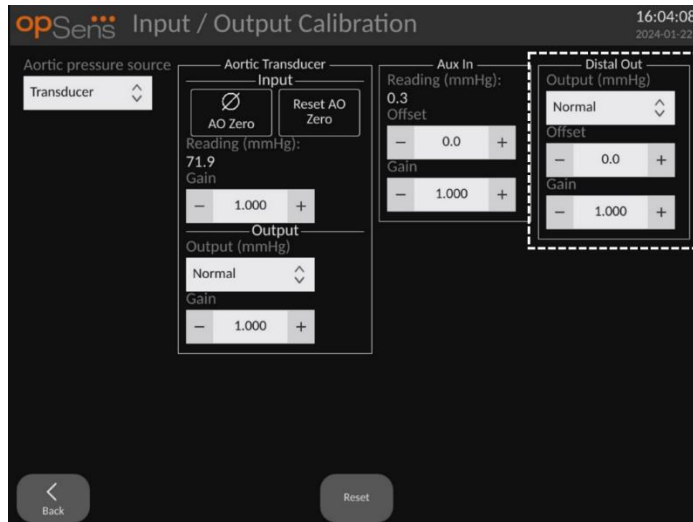 opSens Input / Output Calibration
16:04:08
2024-01-22
Aortic pressure source
Transducer
Aortic Transducer
Input
AO Zero
Reset AO
Zero
Reading (mmHg):
71.9
Gain
− 1.000 +
Output
Output (mmHg)
Normal
Gain
− 1.000 +
Aux In
Reading (mmHg):
0.3
Offset
− 0.0 +
Gain
− 1.000 +
Distal Out
Output (mmHg)
Normal
Offset
− 0.0 +
Gain
− 1.000 +
Back
Reset